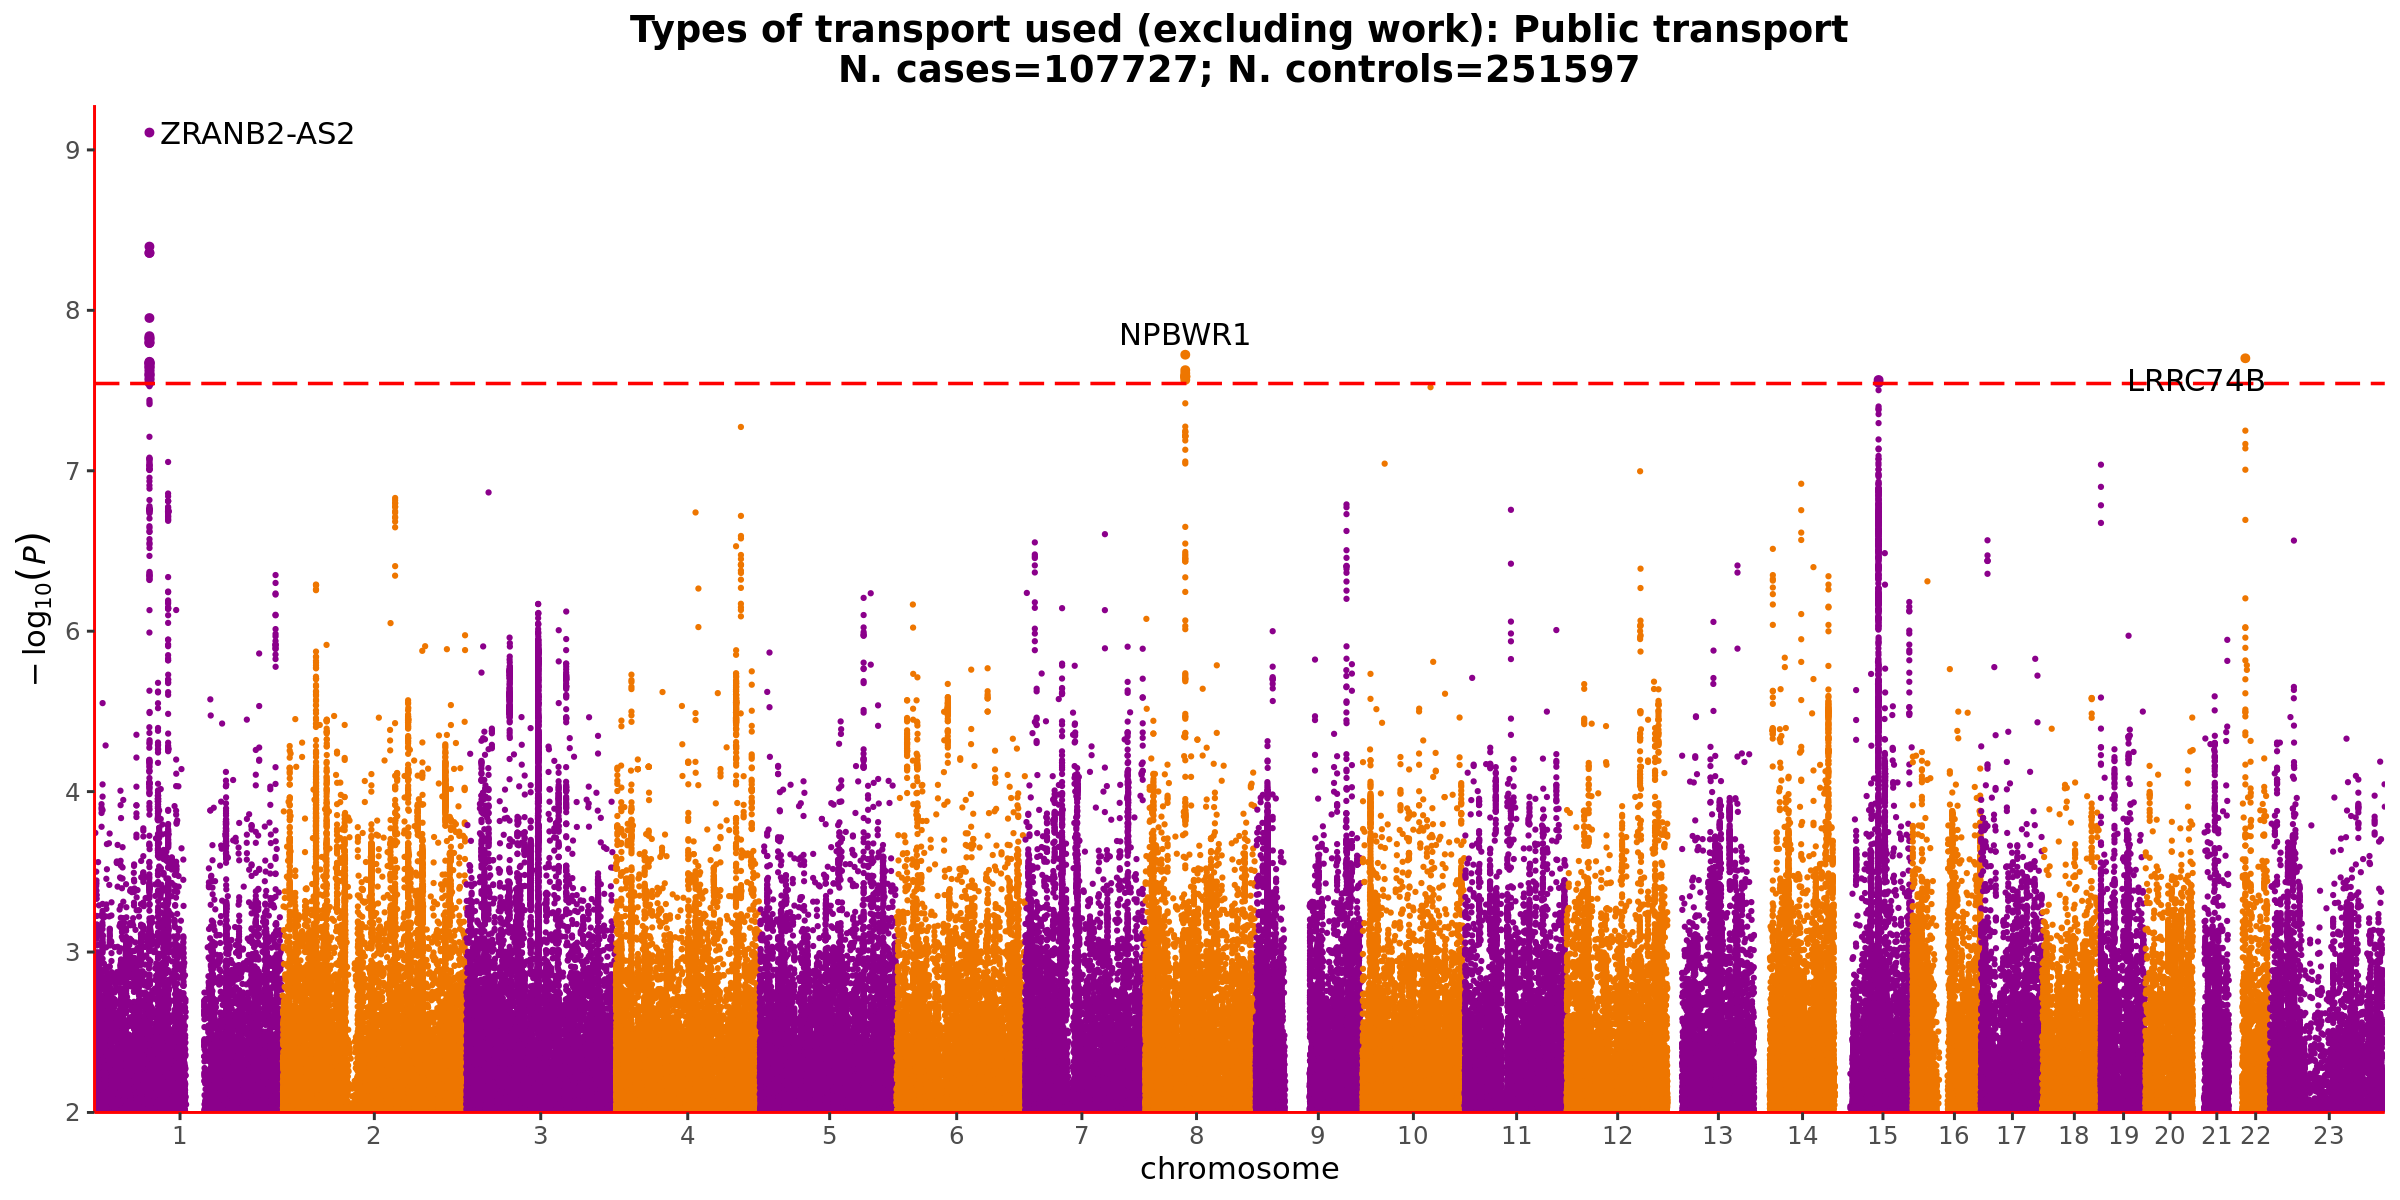 Types of transport used (excluding work): Public transport
N. cases=107727; N. controls=251597
ZRANB2-AS2
9
8
NPBWR1
LRRC74B
7
−log10(P)
6
5
4
3
2
1 2 3 4 5 6 7 8 9 10 11 12 13 14 15 16 17 18 19 20 21 22 23
chromosome